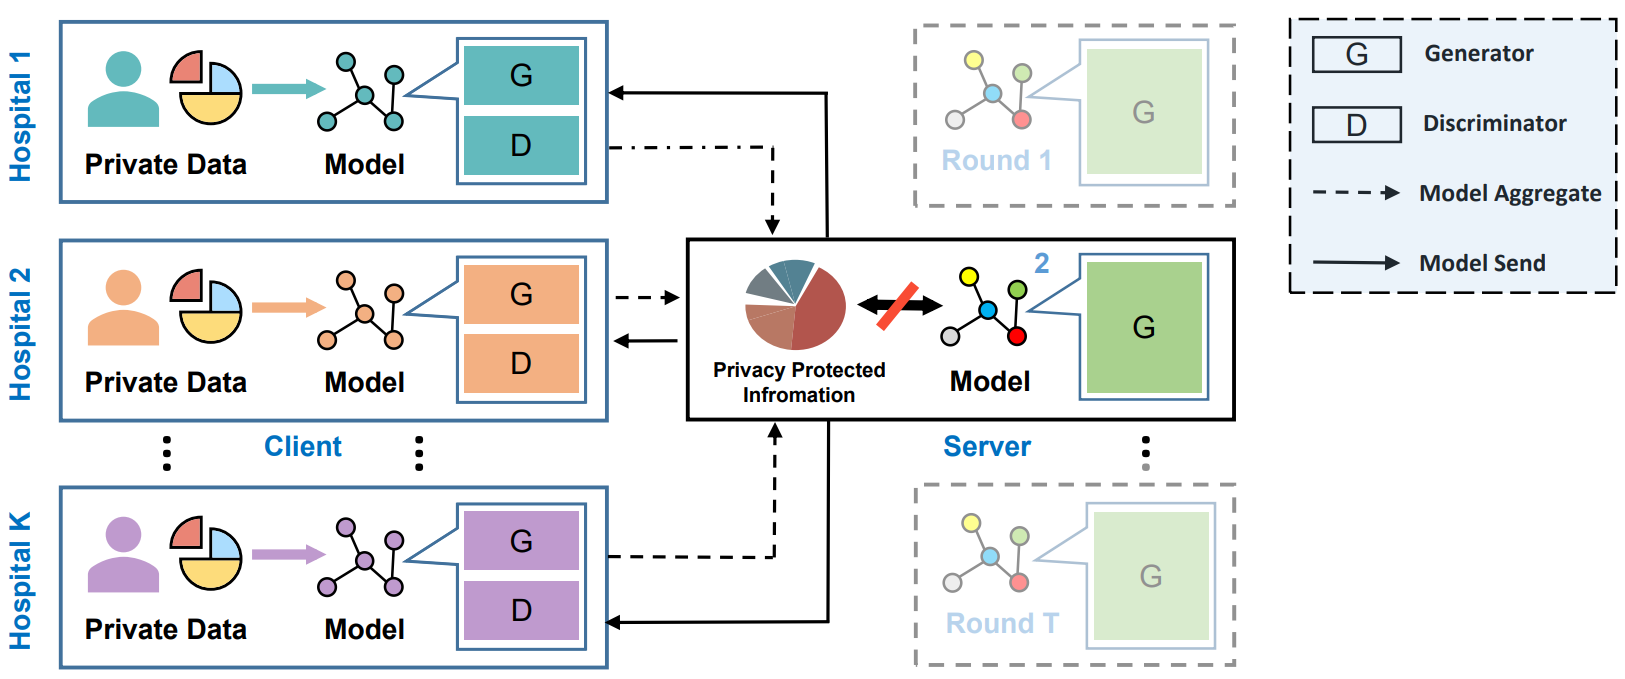 Hospital 1
Private Data
Model
G
D
Hospital 2
Private Data
Model
G
D
Client
Hospital K
Private Data
Model
G
D
Round 1
G
Privacy Protected
Infromation
Model
2
G
Server
Round T
G
G
Generator
D
Discriminator
Model Aggregate
Model Send